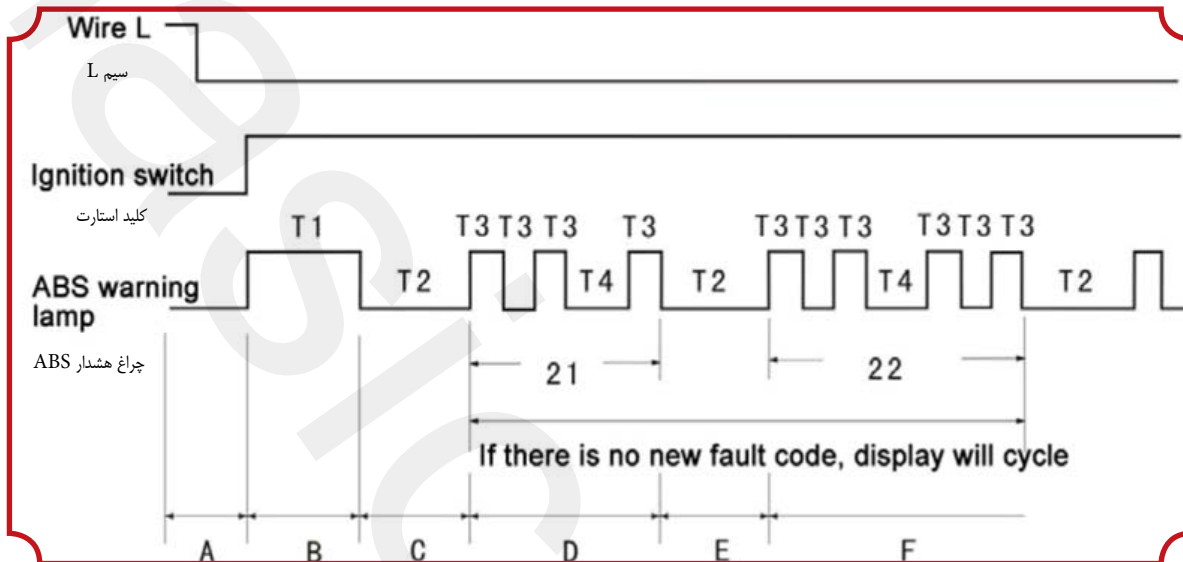 Wire L
سیم L
Ignition switch
کلید استارت
T1
T3 T3 T3 T3 T3 T3 T3 T3 T3 T3
ABS warning
lamp
T2 T4 T2 T4 T2
چراغ هشدار ABS
21 22
If there is no new fault code, display will cycle
A B C D E F